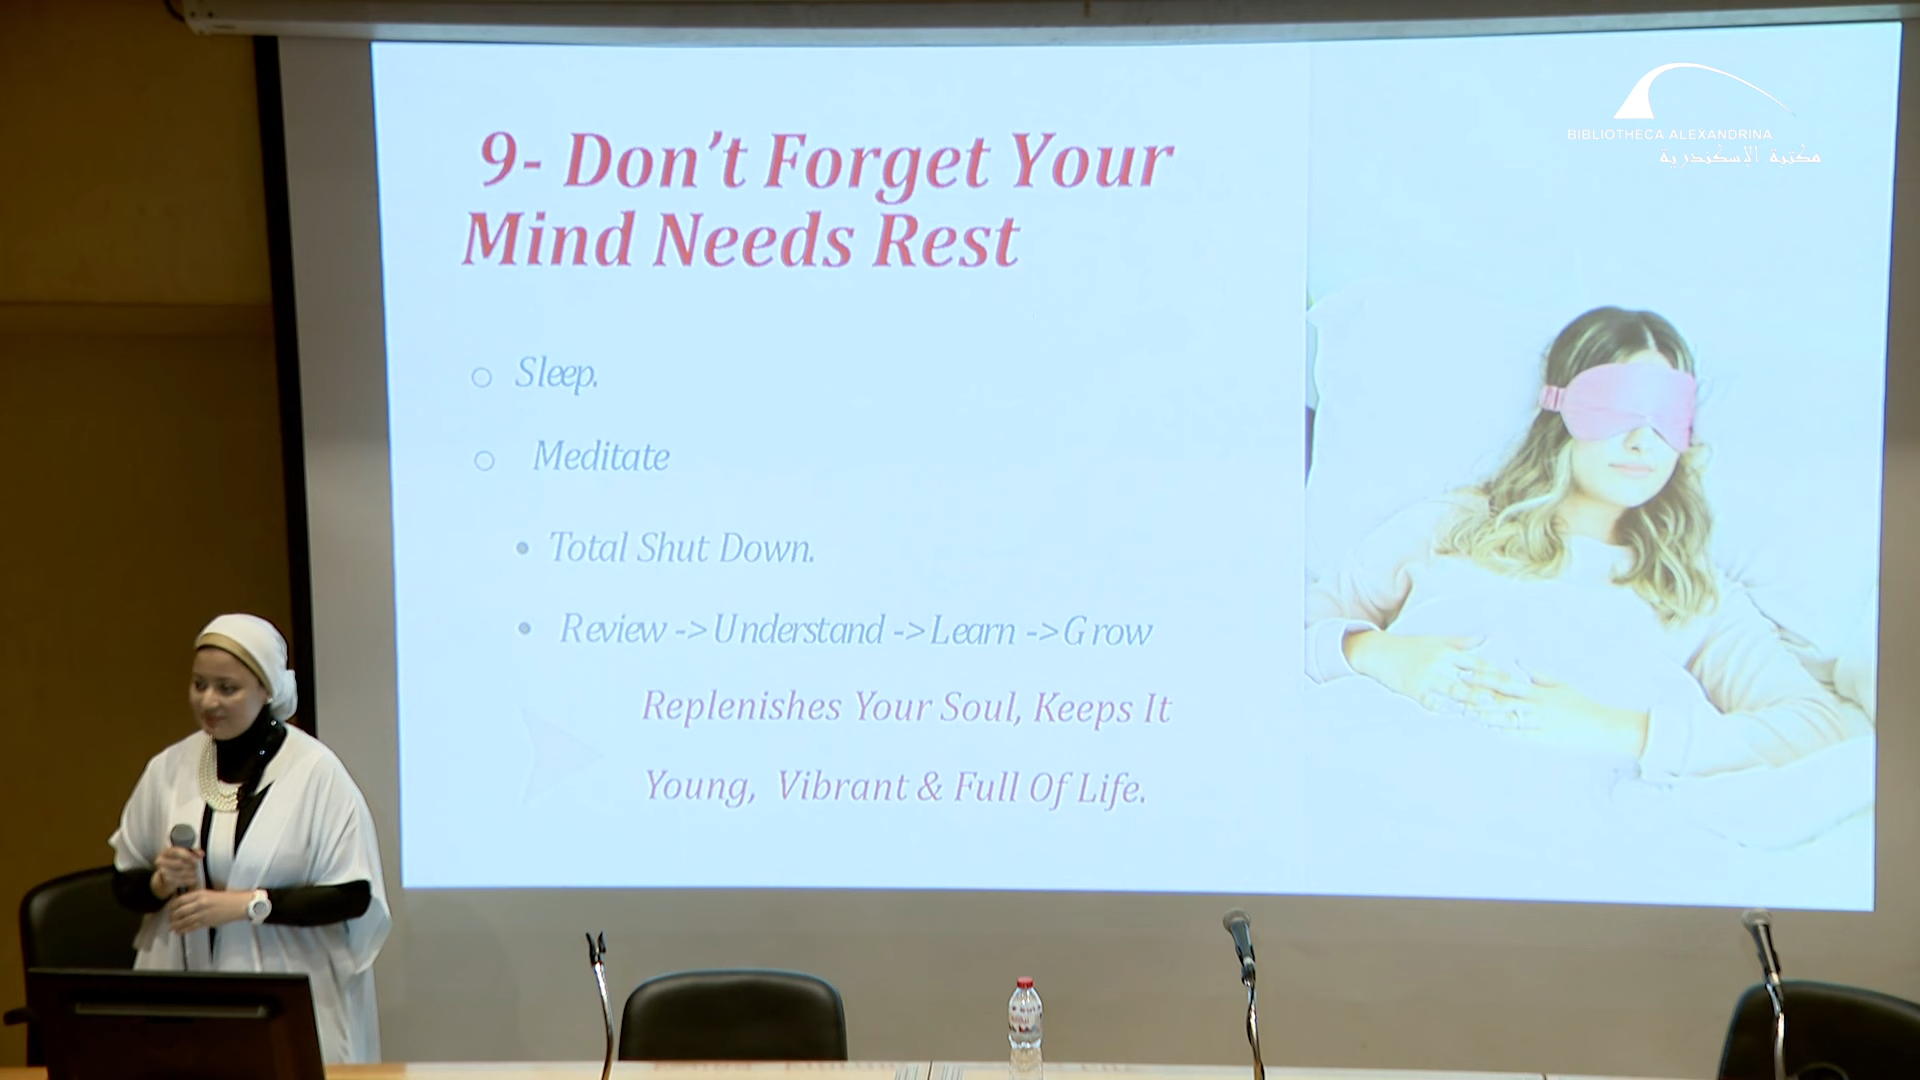 BIBLIOTHECA ALEXANDRINA
مكتبة الإسكندرية
9- Don't Forget Your
Mind Needs Rest
Sleep.
Meditate
Total Shut Down.
Review -> Understand -> Learn -> Grow
Replenishes Your Soul, Keeps It
Young, Vibrant & Full Of Life.